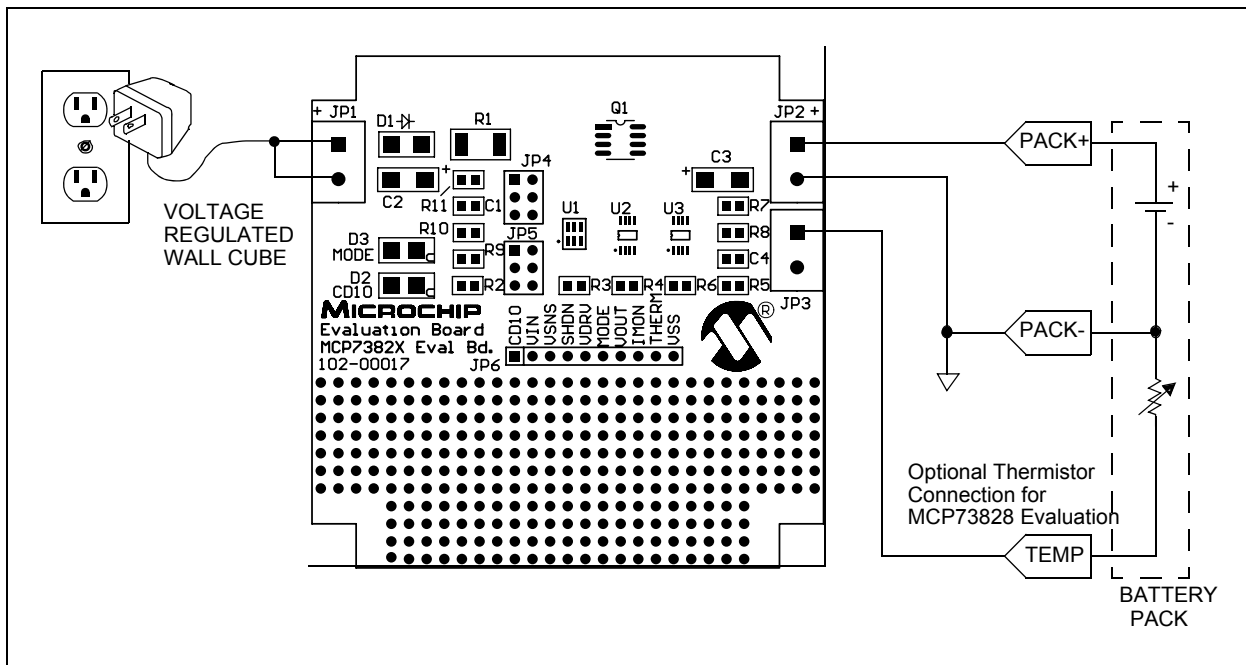 + JP1
D1
R1
Q1
JP2 +
PACK+
C2
+
JP4
+
C3
+
-
R11
C1
U1
U2
U3
R7
R10
R8
VOLTAGE
REGULATED
WALL CUBE
D3
MODE
JP5
R9
C4
D2
CD10
R2
R3
R4
R6
R5
JP3
MICROCHIP
®
Evaluation Board
MCP7382X Eval Bd.
102-00017
JP6
CD10
VIN
VSNS
SHDN
VDRV
MODE
VOUT
IMON
THERM
VSS
PACK-
Optional Thermistor
Connection for
MCP73828 Evaluation
TEMP
BATTERY
PACK